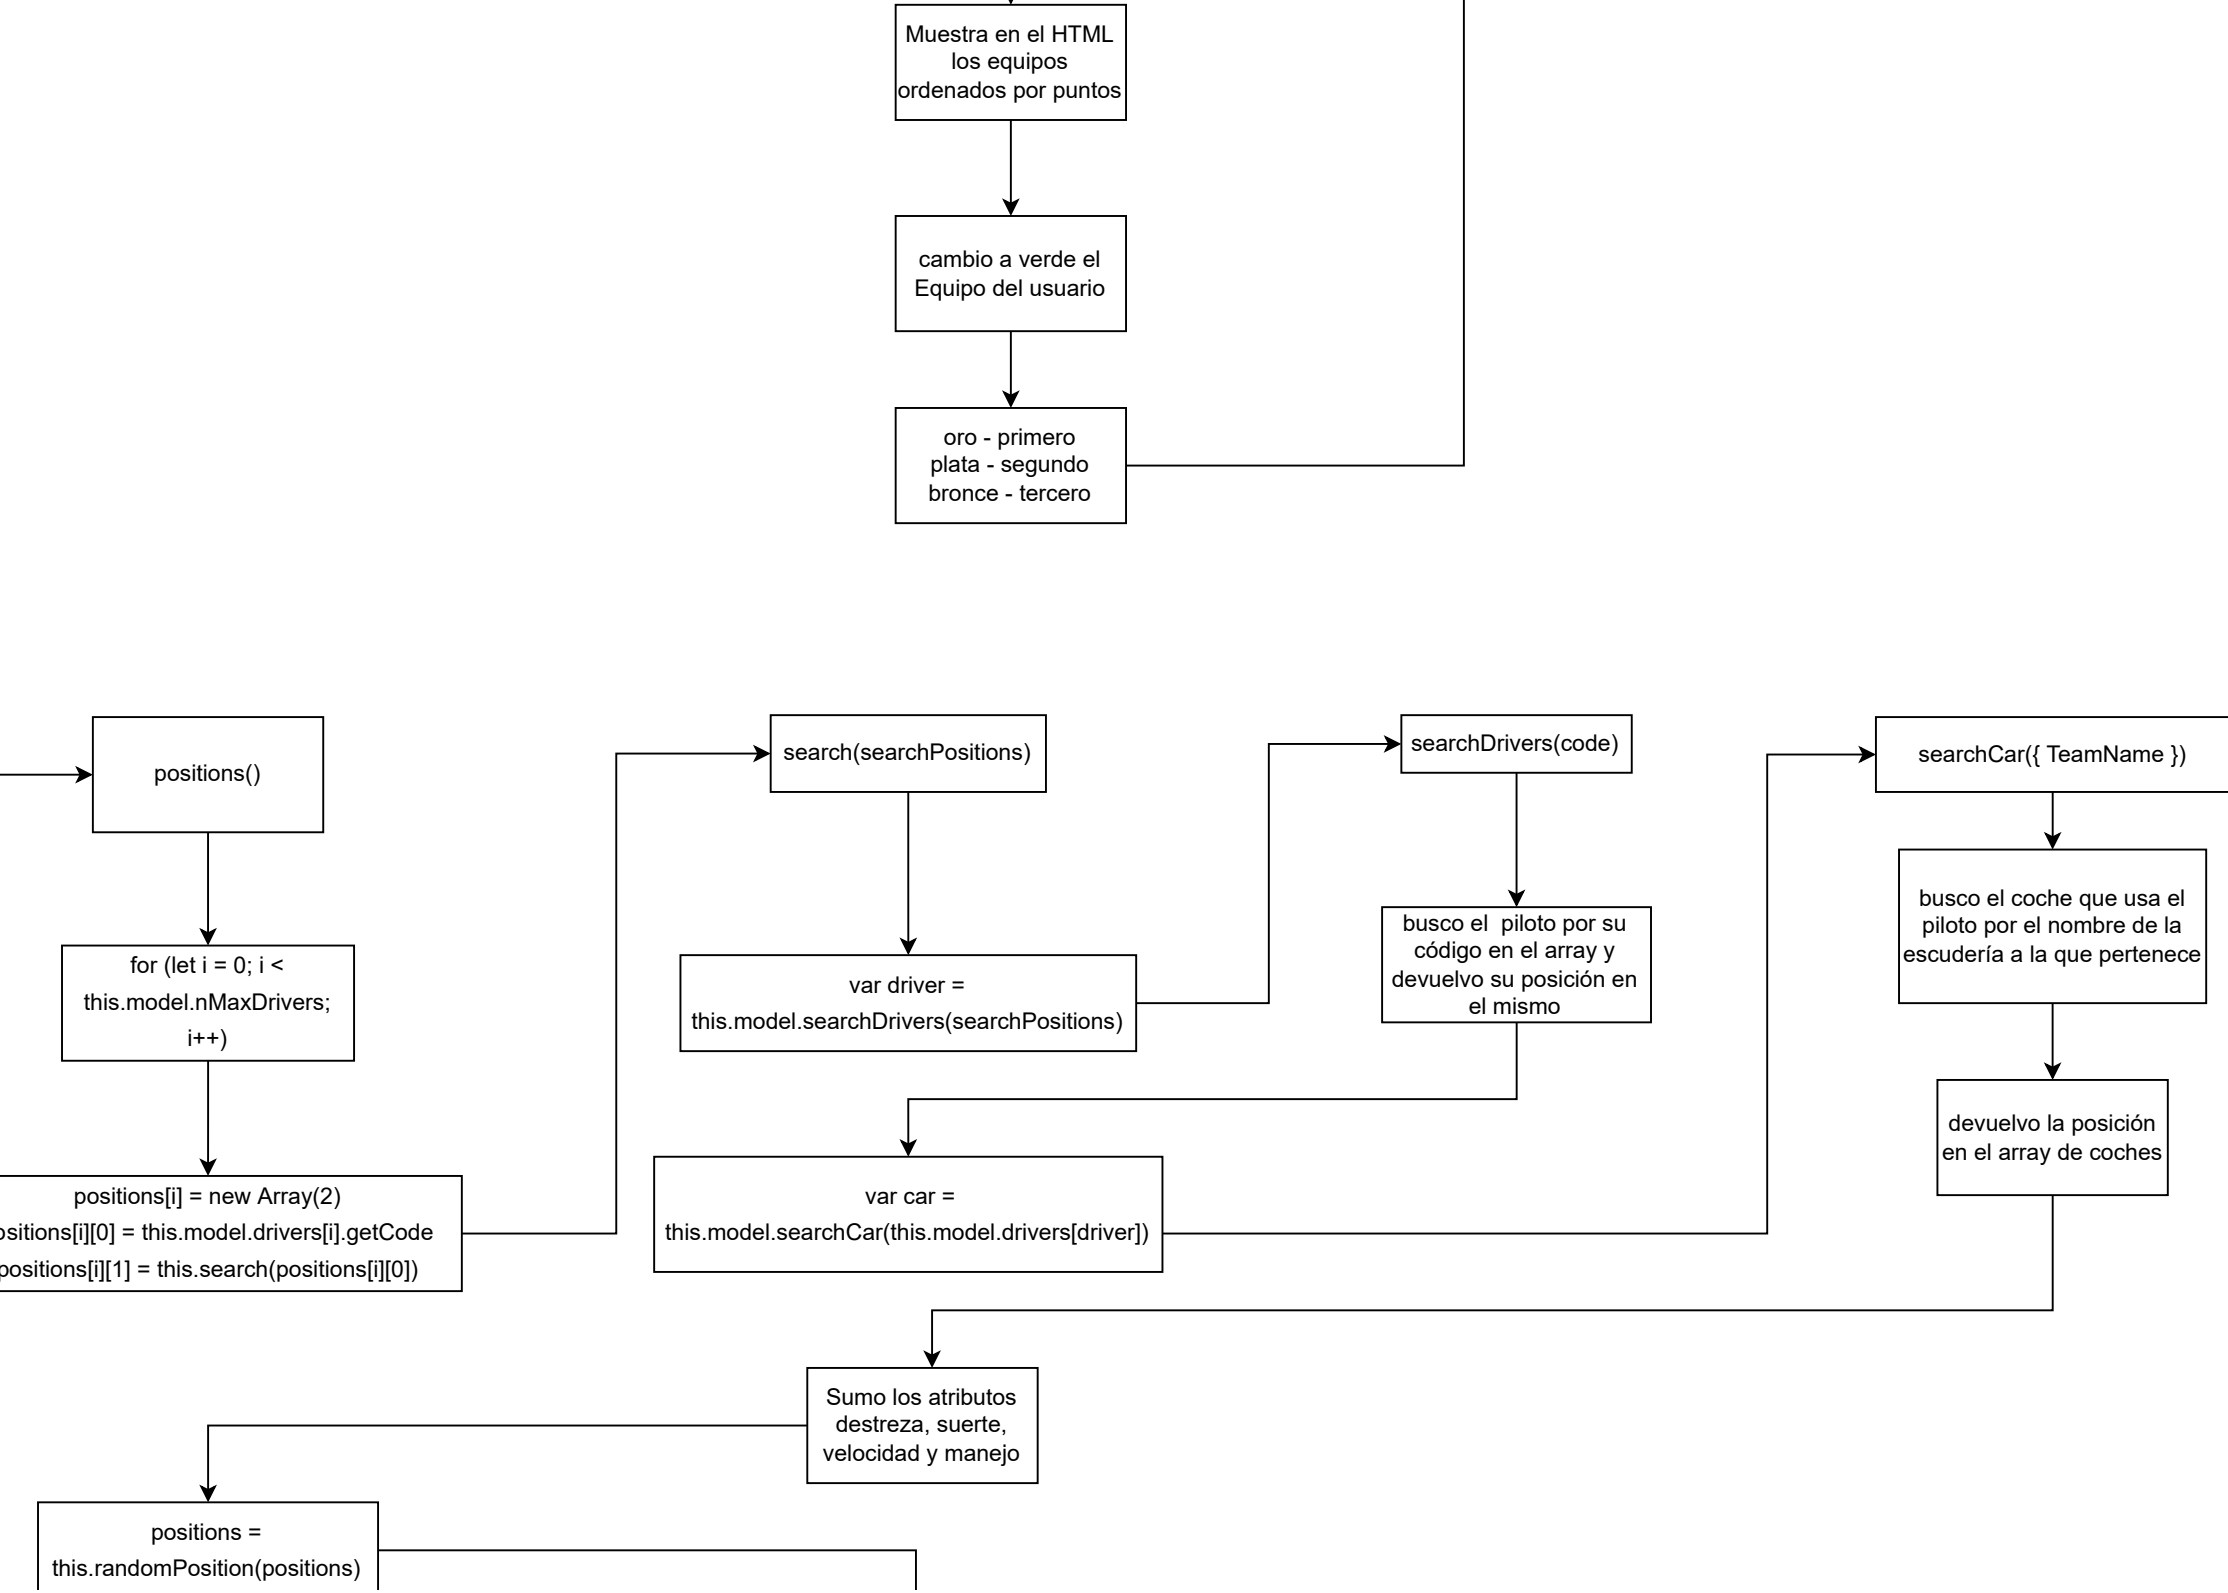 Muestra en el HTML
los equipos
ordenados por puntos
cambio a verde el
Equipo del usuario
oro - primero
plata - segundo
bronce - tercero
positions()
for (let i = 0; i <
this.model.nMaxDrivers;
i++)
positions[i] = new Array(2)
ositions[i][0] = this.model.drivers[i].getCode
positions[i][1] = this.search(positions[i][0])
search(searchPositions)
var driver =
this.model.searchDrivers(searchPositions)
searchDrivers(code)
busco el  piloto por su
código en el array y
devuelvo su posición en
el mismo
var car =
this.model.searchCar(this.model.drivers[driver])
searchCar({ TeamName })
busco el coche que usa el
piloto por el nombre de la
escudería a la que pertenece
devuelvo la posición
en el array de coches
Sumo los atributos
destreza, suerte,
velocidad y manejo
positions =
this.randomPosition(positions)